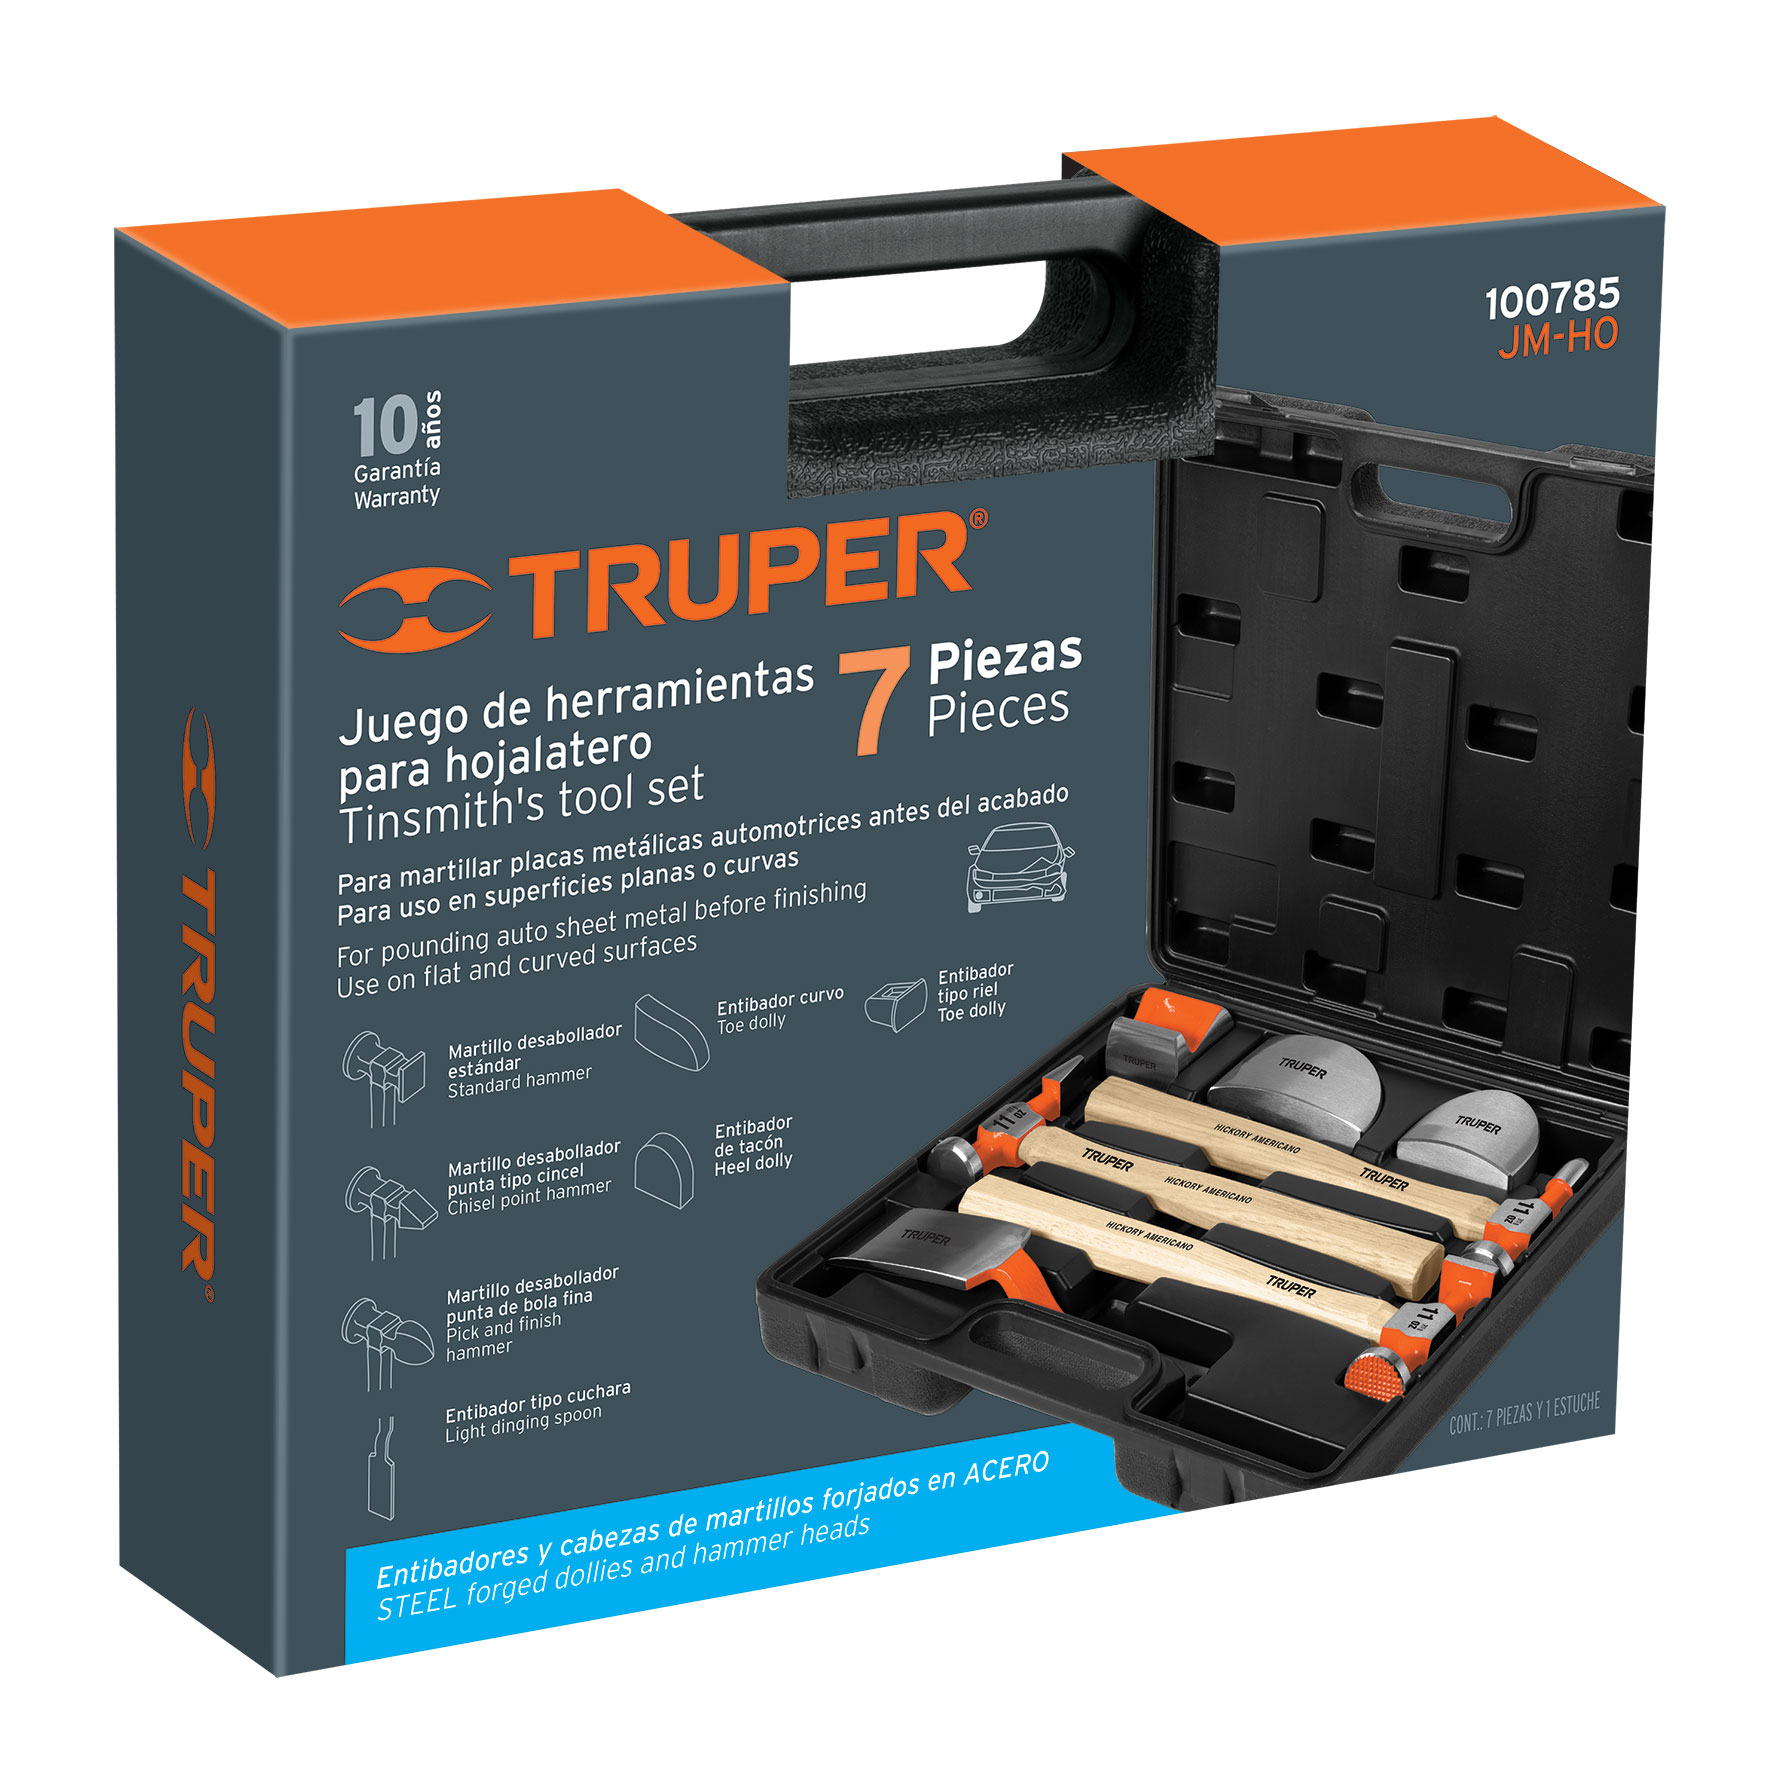 100785
JM-HO
10 años
Garantía
Warranty
TRUPER®
Juego de herramientas
para hojalatero
Tinsmith's tool set
7 Piezas
Pieces
Para martillar placas metálicas automotrices antes del acabado
Para uso en superficies planas o curvas
For pounding auto sheet metal before finishing
Use on flat and curved surfaces
Martillo desabollador
estándar
Standard hammer
Entibador curvo
Toe dolly
Entibador
tipo riel
Toe dolly
Martillo desabollador
punta tipo cincel
Chisel point hammer
Entibador
de tacón
Heel dolly
Martillo desabollador
punta de bola fina
Pick and finish
hammer
Entibador tipo cuchara
Light dinging spoon
Entibadores y cabezas de martillos forjados en ACERO
STEEL forged dollies and hammer heads
TRUPER®
TRUPER
TRUPER
TRUPER
11 oz
HICKORY AMERICANO
TRUPER
11 oz
TRUPER
HICKORY AMERICANO
TRUPER
HICKORY AMERICANO
TRUPER
11 oz
CONT.: 7 PIEZAS Y 1 ESTUCHE